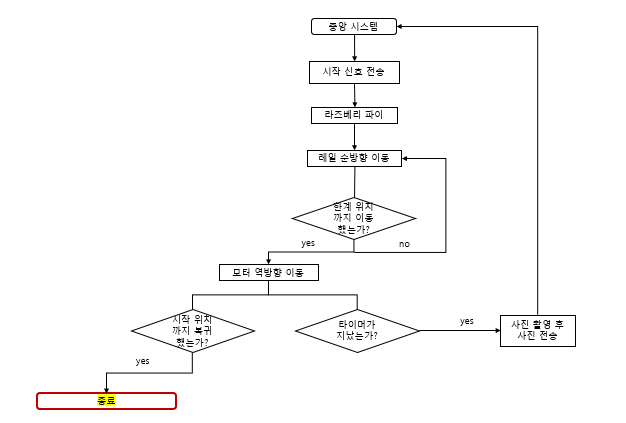 중앙 시스템
시작 신호 전송
라즈베리 파이
레일 순방향 이동
한계 위치
까지 이동
했는가?
yes
no
모터 역방향 이동
시작 위치
까지 복귀
했는가?
타이머가
지났는가?
yes
사진 촬영 후
사진 전송
yes
종료